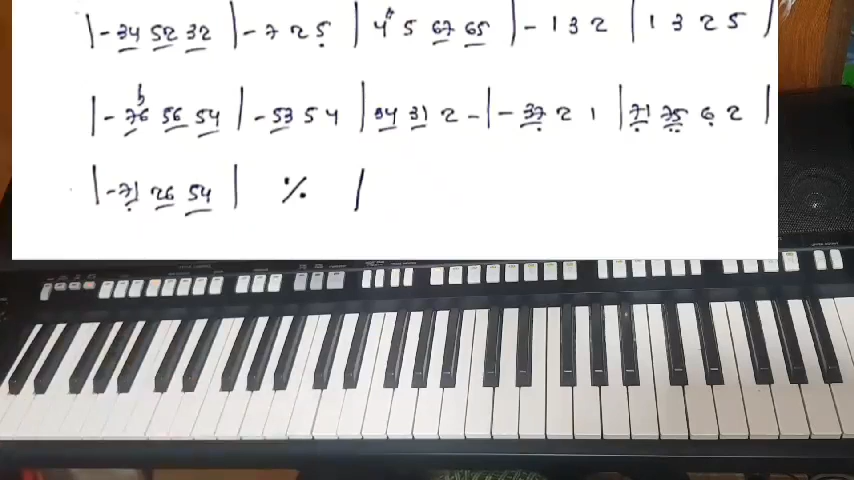 |- 34 52 32 |- 7 2 5 | 4# 5 67 65 |- 1 3 2 | 1 3 2 5 |
|- 7b6 56 54 |- 53 5 4 | 34 31 2 - |- 37 2 1 | 71 75 6 2 |
|- 71 26 54 | ٪ |